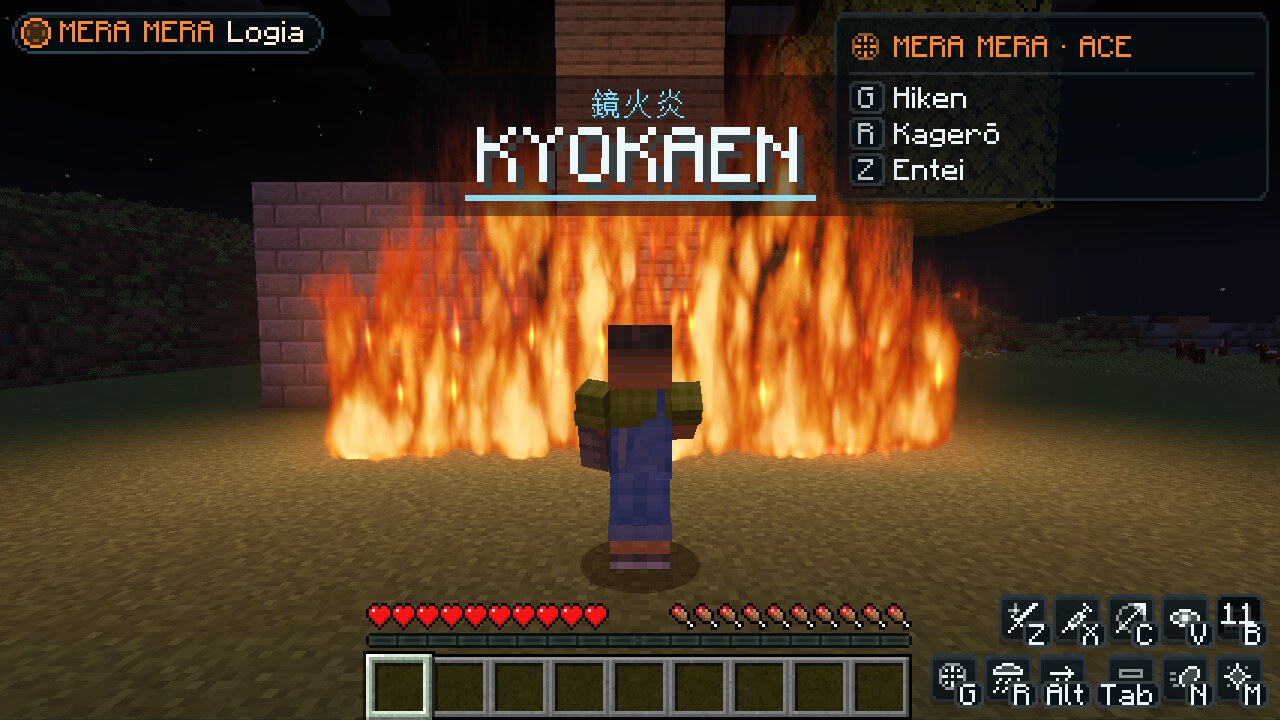 MERA MERA Logia
MERA MERA · ACE
G Hiken
R Kagerō
Z Entei
鏡火炎
KYOKAEN
Z X C V 11 B
G R Alt Tab N M